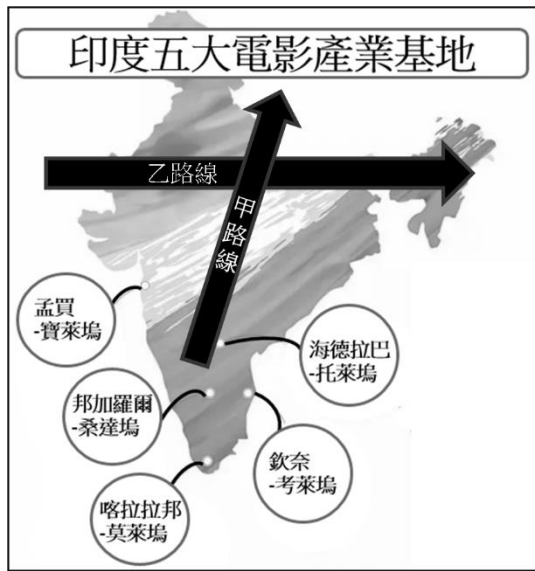 印度五大電影產業基地
乙路線
甲路線
孟買
-寶萊塢
海德拉巴
-托萊塢
邦加羅爾
-桑達塢
欽奈
-考萊塢
喀拉拉邦
-莫萊塢